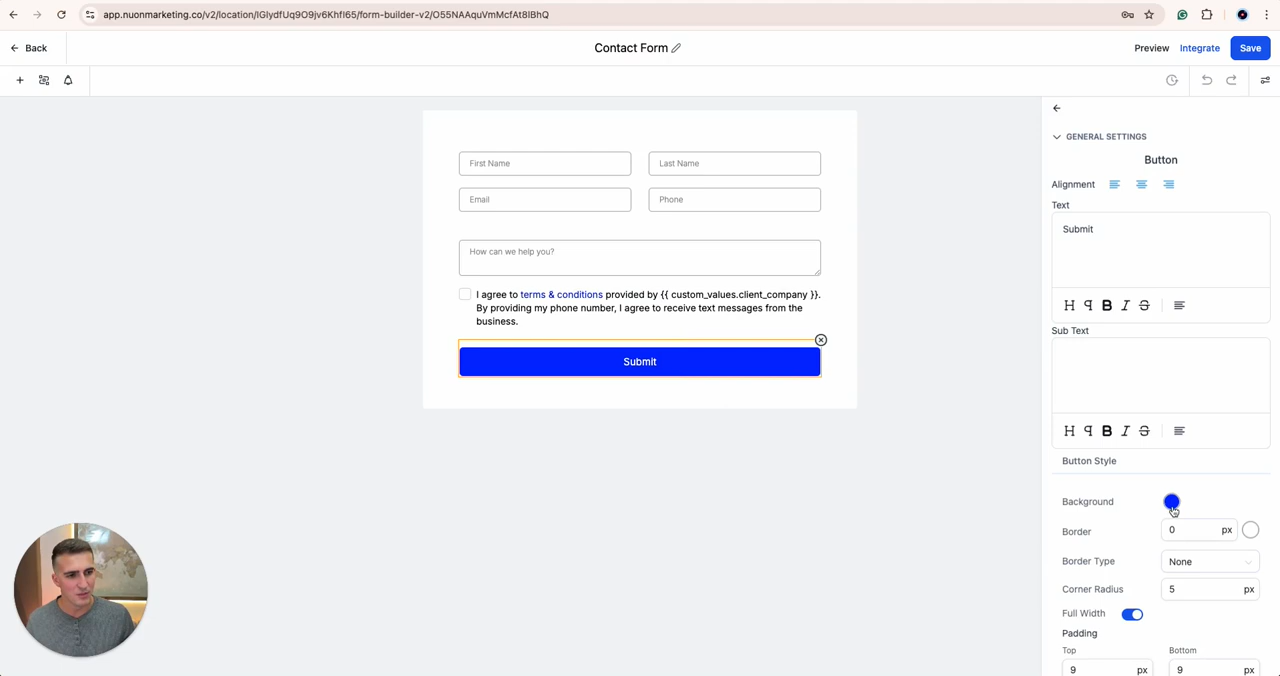 app.nuonmarketing.co/v2/location/lGlydfUq9O9jv6KhfI65/form-builder-v2/O55NAAquVmMcfAt8lBhQ
Back
Contact Form
Preview
Integrate
Save
GENERAL SETTINGS
Button
Alignment
Text
Submit
H B I S
Sub Text
H B I S
Button Style
Background
Border
0 px
Border Type
None
Corner Radius
5 px
Full Width
Padding
Top
Bottom
9 px
9 px
First Name
Last Name
Email
Phone
How can we help you?
I agree to terms & conditions provided by {{ custom_values.client_company }}.
By providing my phone number, I agree to receive text messages from the
business.
Submit